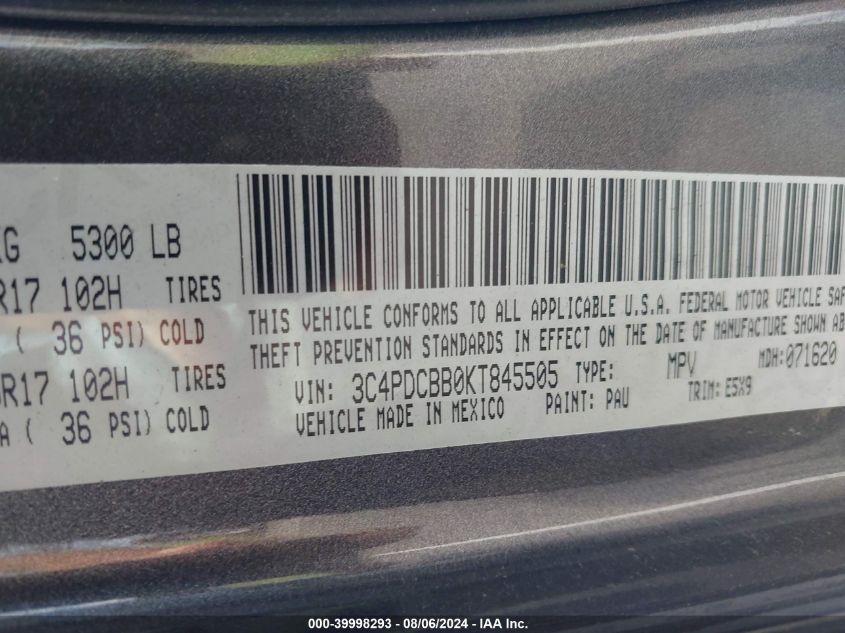 KG 5300 LB
R17 102H TIRES
( 36 PSI) COLD
R17 102H TIRES
A ( 36 PSI) COLD
THIS VEHICLE CONFORMS TO ALL APPLICABLE U.S.A. FEDERAL MOTOR VEHICLE SAF
THEFT PREVENTION STANDARDS IN EFFECT ON THE DATE OF MANUFACTURE SHOWN AB
VIN: 3C4PDCBB0KT845505 TYPE: MPV MDH:071620
VEHICLE MADE IN MEXICO PAINT: PAU TRIM: E5X9
000-39998293 - 08/06/2024 - IAA Inc.